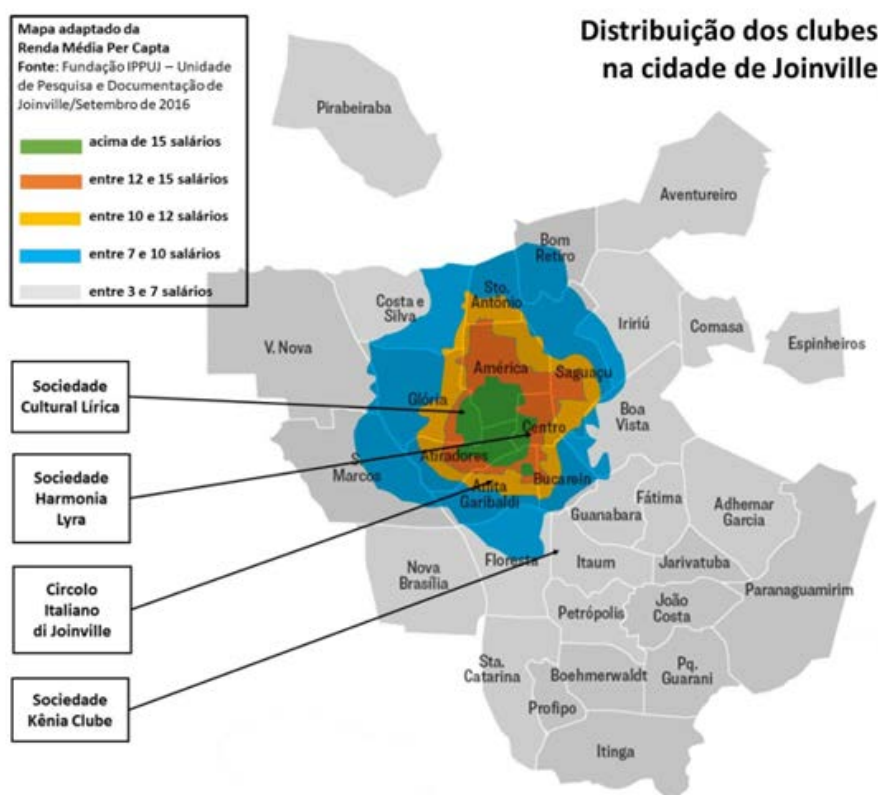 Mapa adaptado da
Renda Média Per Capta
Fonte: Fundação IPPUJ – Unidade
de Pesquisa e Documentação de
Joinville/Setembro de 2016
acima de 15 salários
entre 12 e 15 salários
entre 10 e 12 salários
entre 7 e 10 salários
entre 3 e 7 salários
Distribuição dos clubes
na cidade de Joinville
Pirabeiraba
Aventureiro
Bom
Retiro
Sto.
Antônio
Costa e
Silva
Iririú
Comasa
Espinheiros
V. Nova
América
Saguaçu
Glória
Boa
Vista
Centro
Atiradores
S.
Marcos
Anita
Garibaldi
Bucarein
Fátima
Guanabara
Adhemar
Garcia
Floresta
Nova
Brasília
Itaum
Jarivatuba
Paranaguamirim
Petrópolis
João
Costa
Sta.
Catarina
Boehmerwaldt
Pq.
Guarani
Profipo
Itinga
Sociedade
Cultural Lírica
Sociedade
Harmonia
Lyra
Circolo
Italiano
di Joinville
Sociedade
Kênia Clube